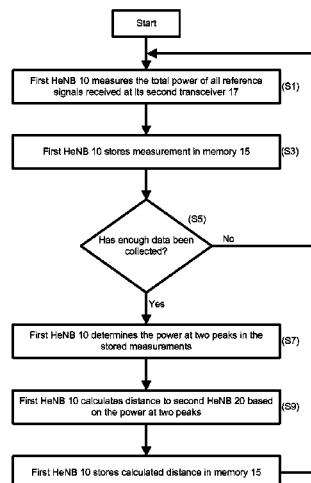 Start
First HeNB 10 measures the total power of all reference
signals received at its second transceiver 17
(S1)
First HeNB 10 stores measurement in memory 15
(S3)
(S5)
Has enough data been
collected?
No
Yes
First HeNB 10 determines the power at two peaks in the
stored measurements
(S7)
First HeNB 10 calculates distance to second HeNB 20 based
on the power at two peaks
(S9)
First HeNB 10 stores calculated distance in memory 15